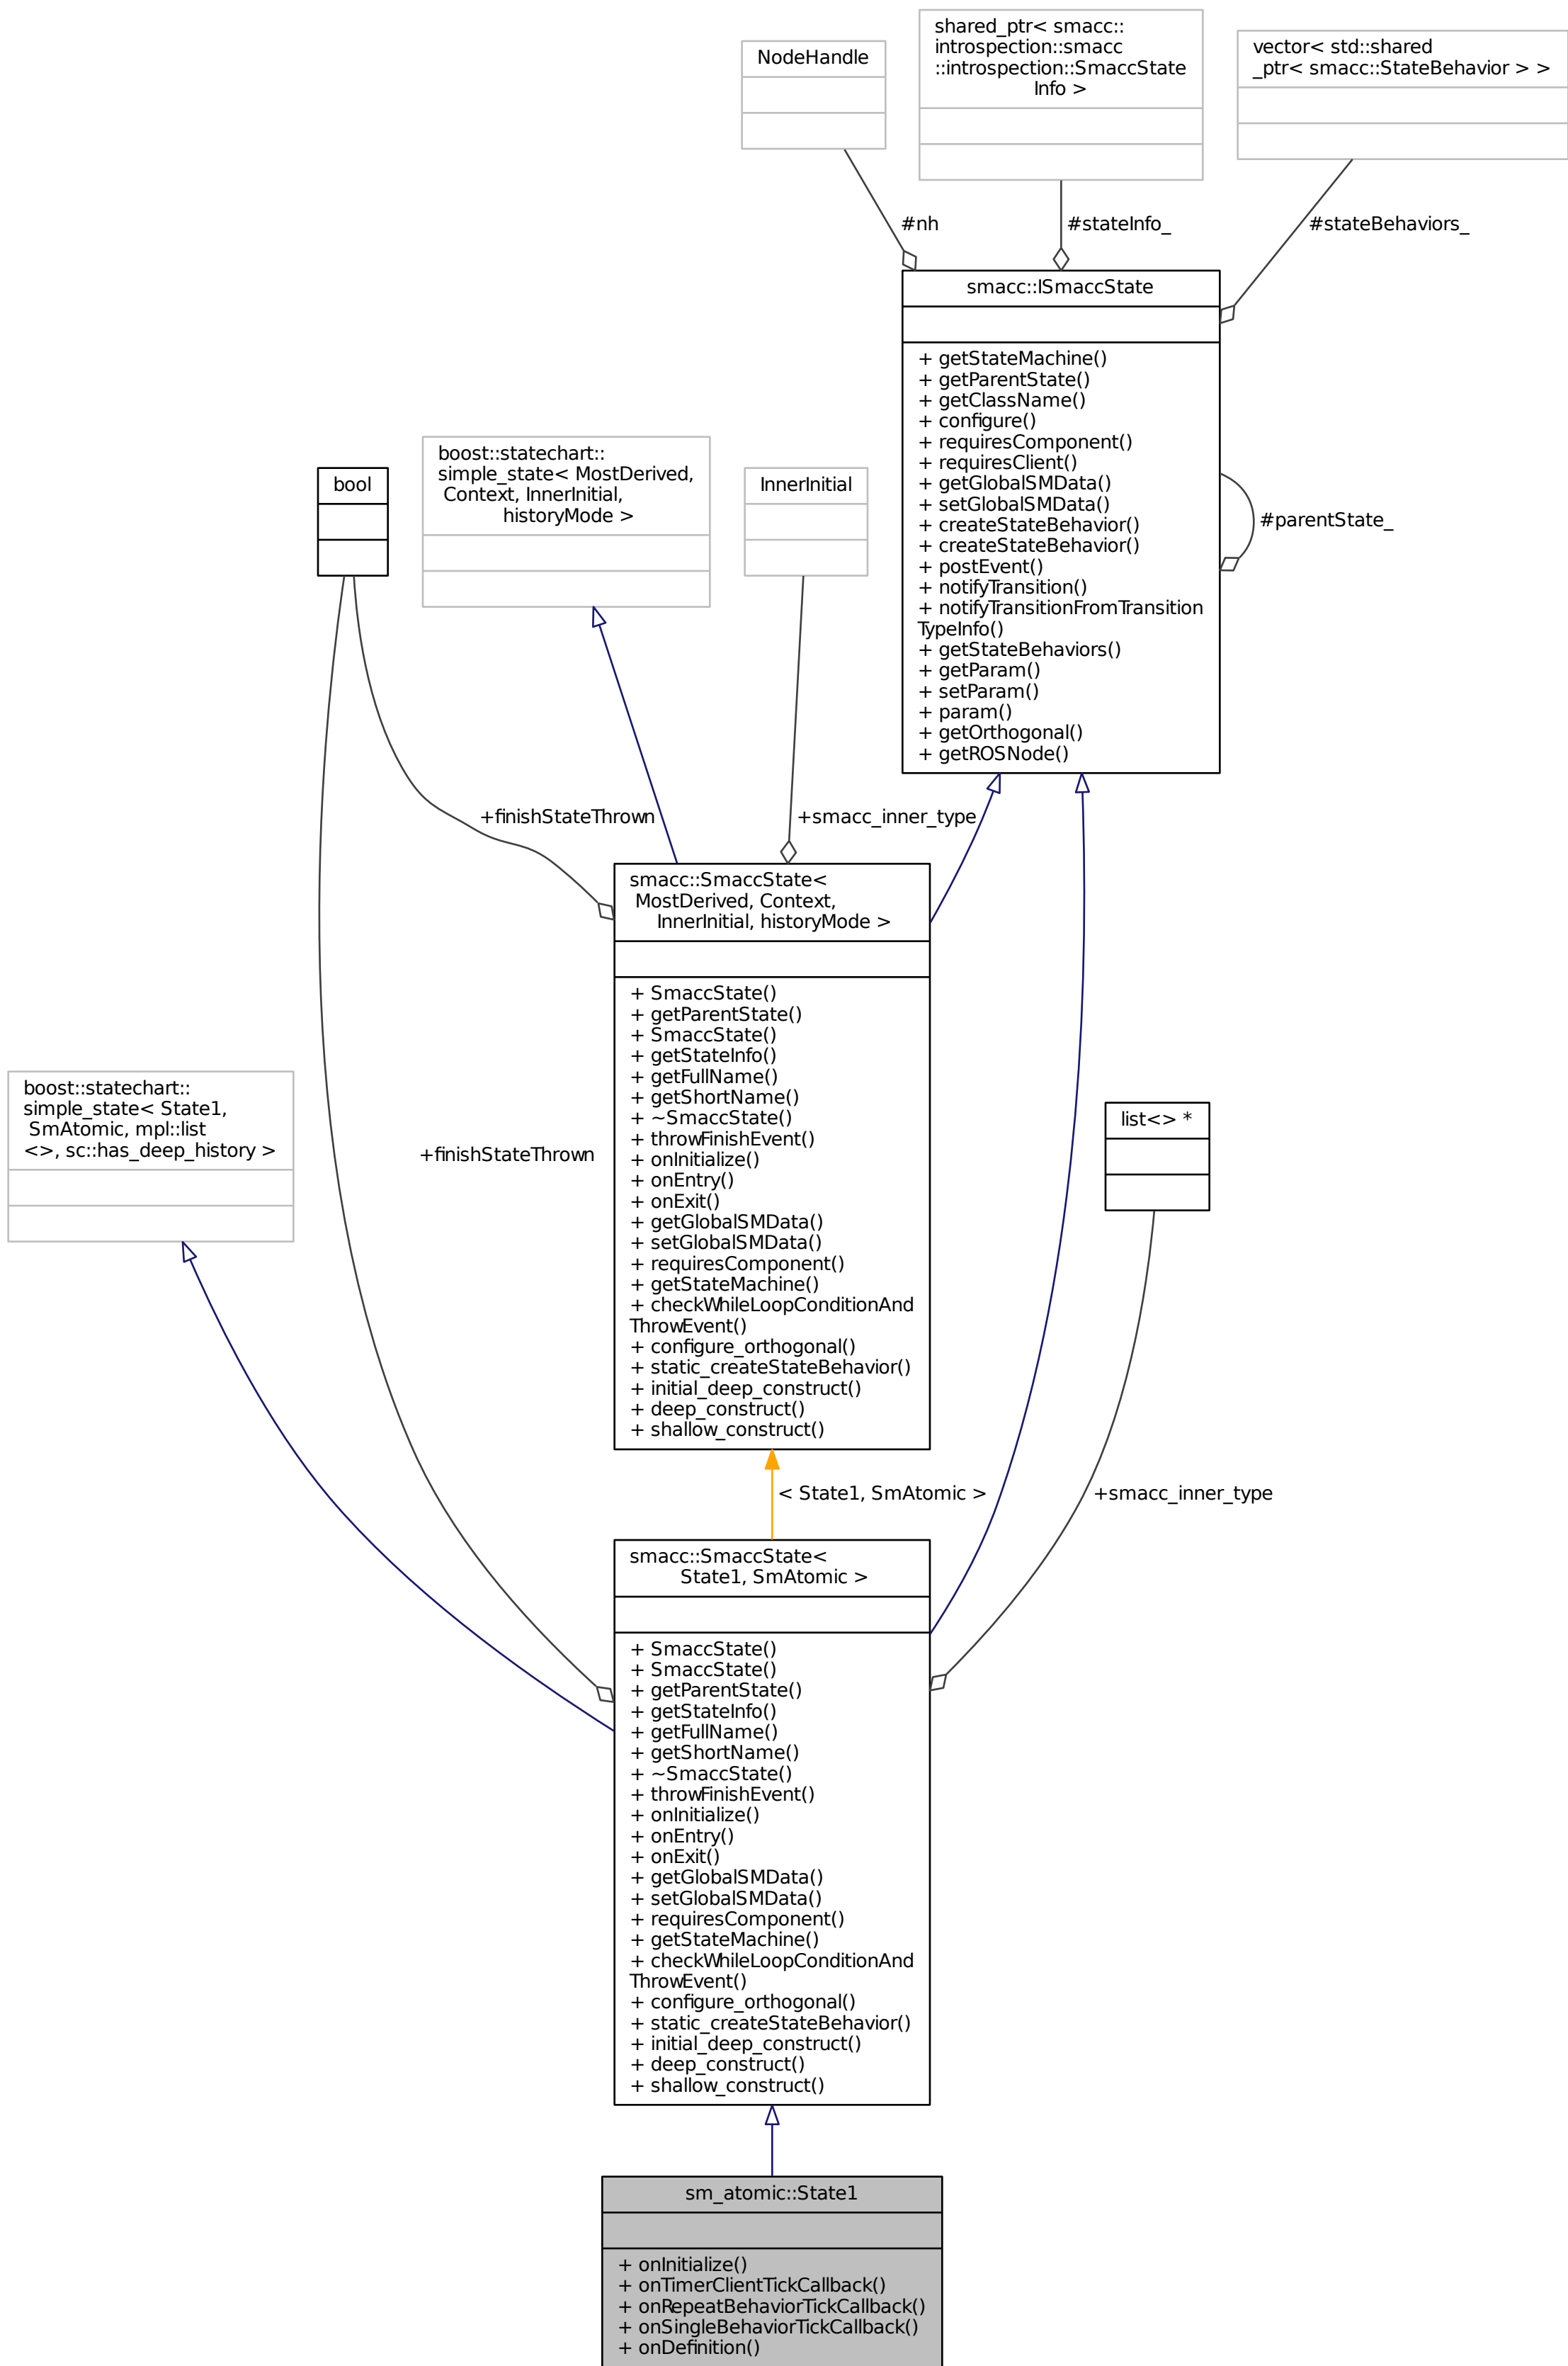 NodeHandle
shared_ptr< smacc::
introspection::smacc
::introspection::SmaccState
Info >
vector< std::shared
_ptr< smacc::StateBehavior > >
#nh
#stateInfo_
#stateBehaviors_
smacc::ISmaccState
+ getStateMachine()
+ getParentState()
+ getClassName()
+ configure()
+ requiresComponent()
+ requiresClient()
+ getGlobalSMData()
+ setGlobalSMData()
+ createStateBehavior()
+ createStateBehavior()
+ postEvent()
+ notifyTransition()
+ notifyTransitionFromTransition
TypeInfo()
+ getStateBehaviors()
+ getParam()
+ setParam()
+ param()
+ getOrthogonal()
+ getROSNode()
#parentState_
bool
boost::statechart::
simple_state< MostDerived,
Context, InnerInitial,
historyMode >
InnerInitial
+finishStateThrown
+smacc_inner_type
smacc::SmaccState<
MostDerived, Context,
InnerInitial, historyMode >
+ SmaccState()
+ getParentState()
+ SmaccState()
+ getStateInfo()
+ getFullName()
+ getShortName()
+ ~SmaccState()
+ throwFinishEvent()
+ onInitialize()
+ onEntry()
+ onExit()
+ getGlobalSMData()
+ setGlobalSMData()
+ requiresComponent()
+ getStateMachine()
+ checkWhileLoopConditionAnd
ThrowEvent()
+ configure_orthogonal()
+ static_createStateBehavior()
+ initial_deep_construct()
+ deep_construct()
+ shallow_construct()
boost::statechart::
simple_state< State1,
SmAtomic, mpl::list
<>, sc::has_deep_history >
+finishStateThrown
list<> *
< State1, SmAtomic >
+smacc_inner_type
smacc::SmaccState<
State1, SmAtomic >
+ SmaccState()
+ SmaccState()
+ getParentState()
+ getStateInfo()
+ getFullName()
+ getShortName()
+ ~SmaccState()
+ throwFinishEvent()
+ onInitialize()
+ onEntry()
+ onExit()
+ getGlobalSMData()
+ setGlobalSMData()
+ requiresComponent()
+ getStateMachine()
+ checkWhileLoopConditionAnd
ThrowEvent()
+ configure_orthogonal()
+ static_createStateBehavior()
+ initial_deep_construct()
+ deep_construct()
+ shallow_construct()
sm_atomic::State1
+ onInitialize()
+ onTimerClientTickCallback()
+ onRepeatBehaviorTickCallback()
+ onSingleBehaviorTickCallback()
+ onDefinition()